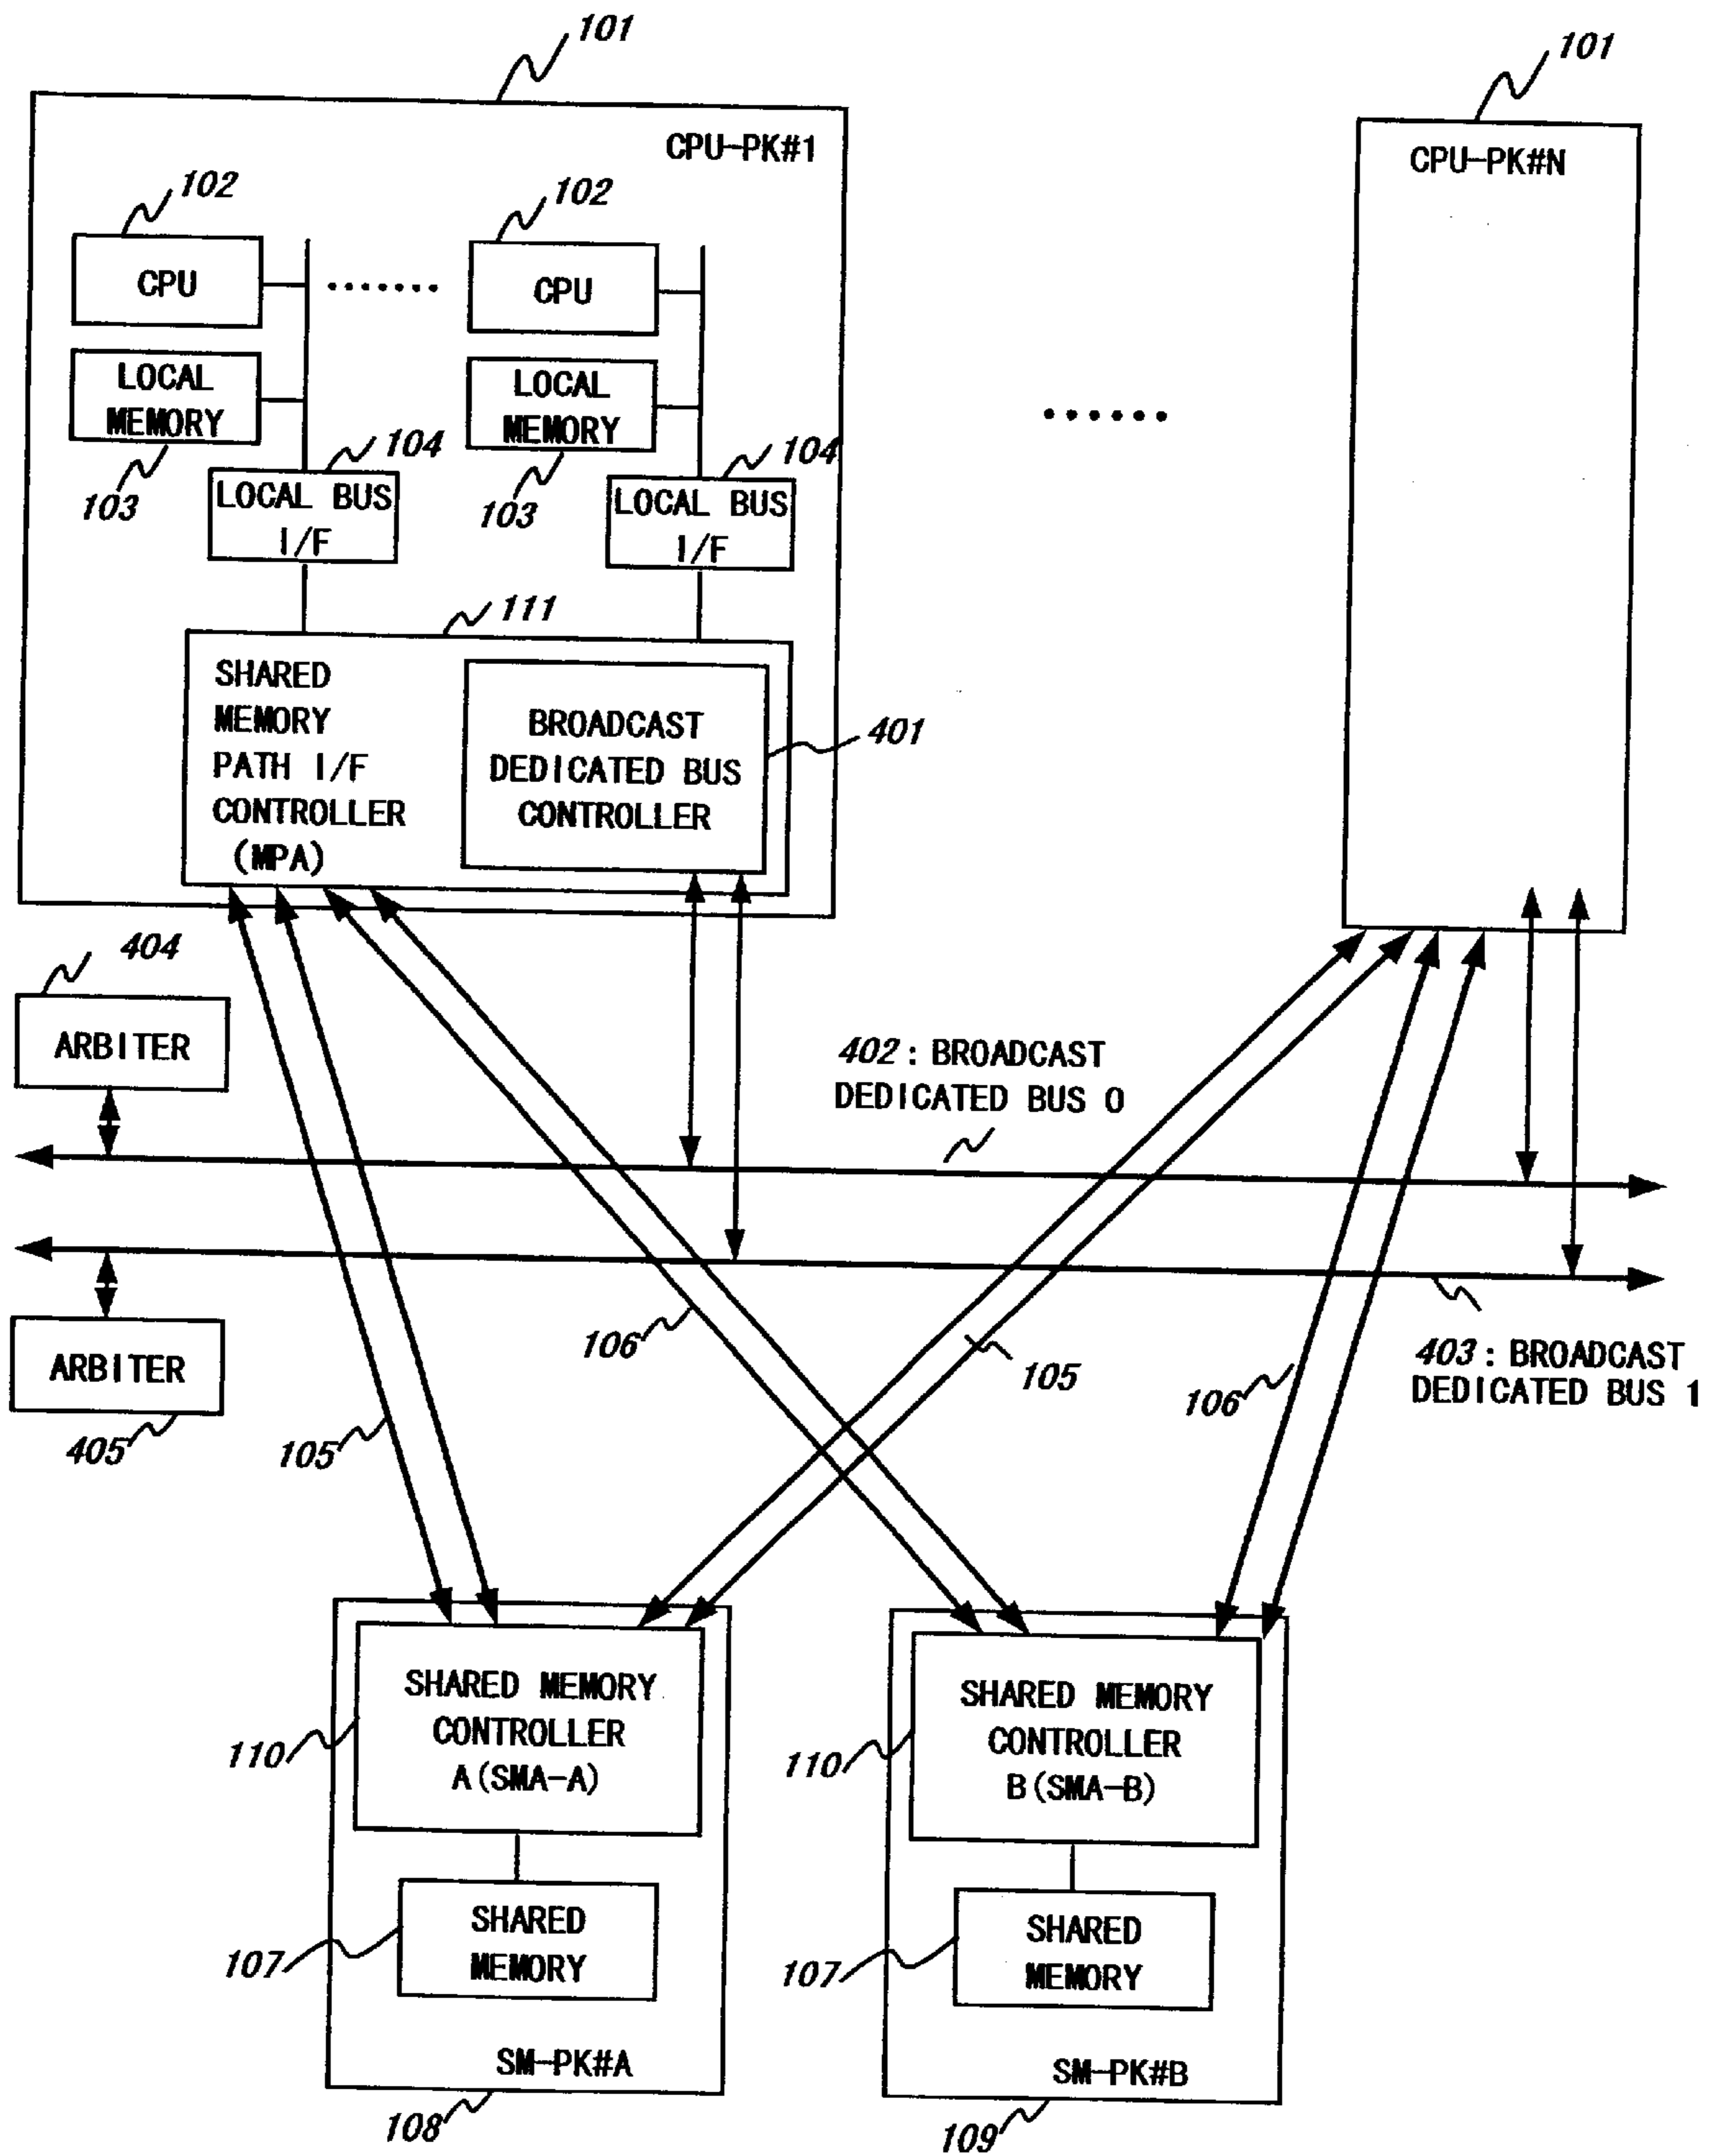 101
101
CPU-PK#1
CPU-PK#N
102
102
CPU
CPU
LOCAL
MEMORY
LOCAL
MEMORY
103
104
103
104
LOCAL BUS
I/F
LOCAL BUS
I/F
111
SHARED
MEMORY
PATH I/F
CONTROLLER
(MPA)
BROADCAST
DEDICATED BUS
CONTROLLER
401
404
ARBITER
402: BROADCAST
DEDICATED BUS 0
ARBITER
405
105
106
105
106
403: BROADCAST
DEDICATED BUS 1
SHARED MEMORY
CONTROLLER
A(SMA-A)
110
SHARED MEMORY
CONTROLLER
B(SMA-B)
110
SHARED
MEMORY
107
SHARED
MEMORY
107
SM-PK#A
SM-PK#B
108
109